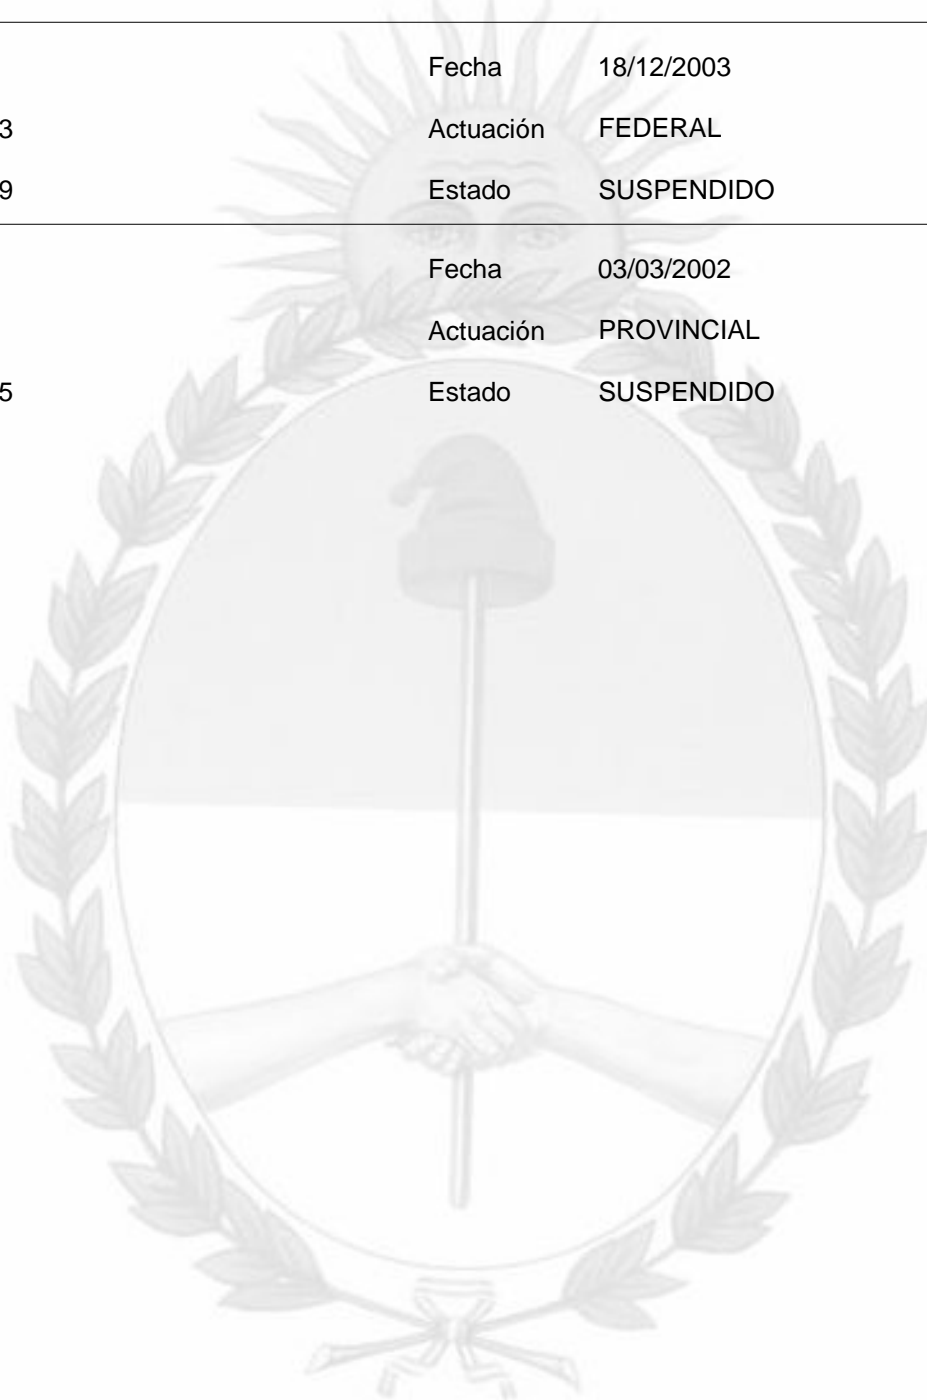 Fecha 18/12/2003
3 Actuación FEDERAL
9 Estado SUSPENDIDO
Fecha 03/03/2002
Actuación PROVINCIAL
5 Estado SUSPENDIDO